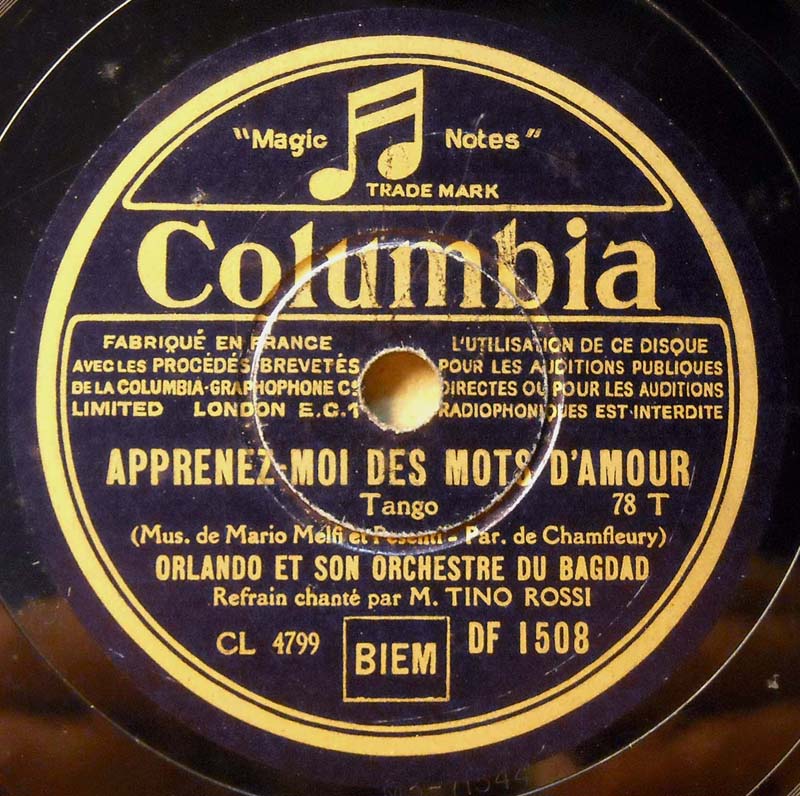 "Magic Notes"
TRADE MARK
Columbia
FABRIQUÉ EN FRANCE
AVEC LES PROCÉDÉS BREVETÉS
DE LA COLUMBIA-GRAPHOPHONE Cº
LIMITED LONDON E.C.1
L'UTILISATION DE CE DISQUE
POUR LES AUDITIONS PUBLIQUES
DIRECTES OU POUR LES AUDITIONS
RADIOPHONIQUES EST INTERDITE
APPRENEZ-MOI DES MOTS D'AMOUR
Tango 78 T
(Mus. de Mario Melfi et Pesenti - Par. de Chamfleury)
ORLANDO ET SON ORCHESTRE DU BAGDAD
Refrain chanté par M. TINO ROSSI
CL 4799 BIEM DF 1508